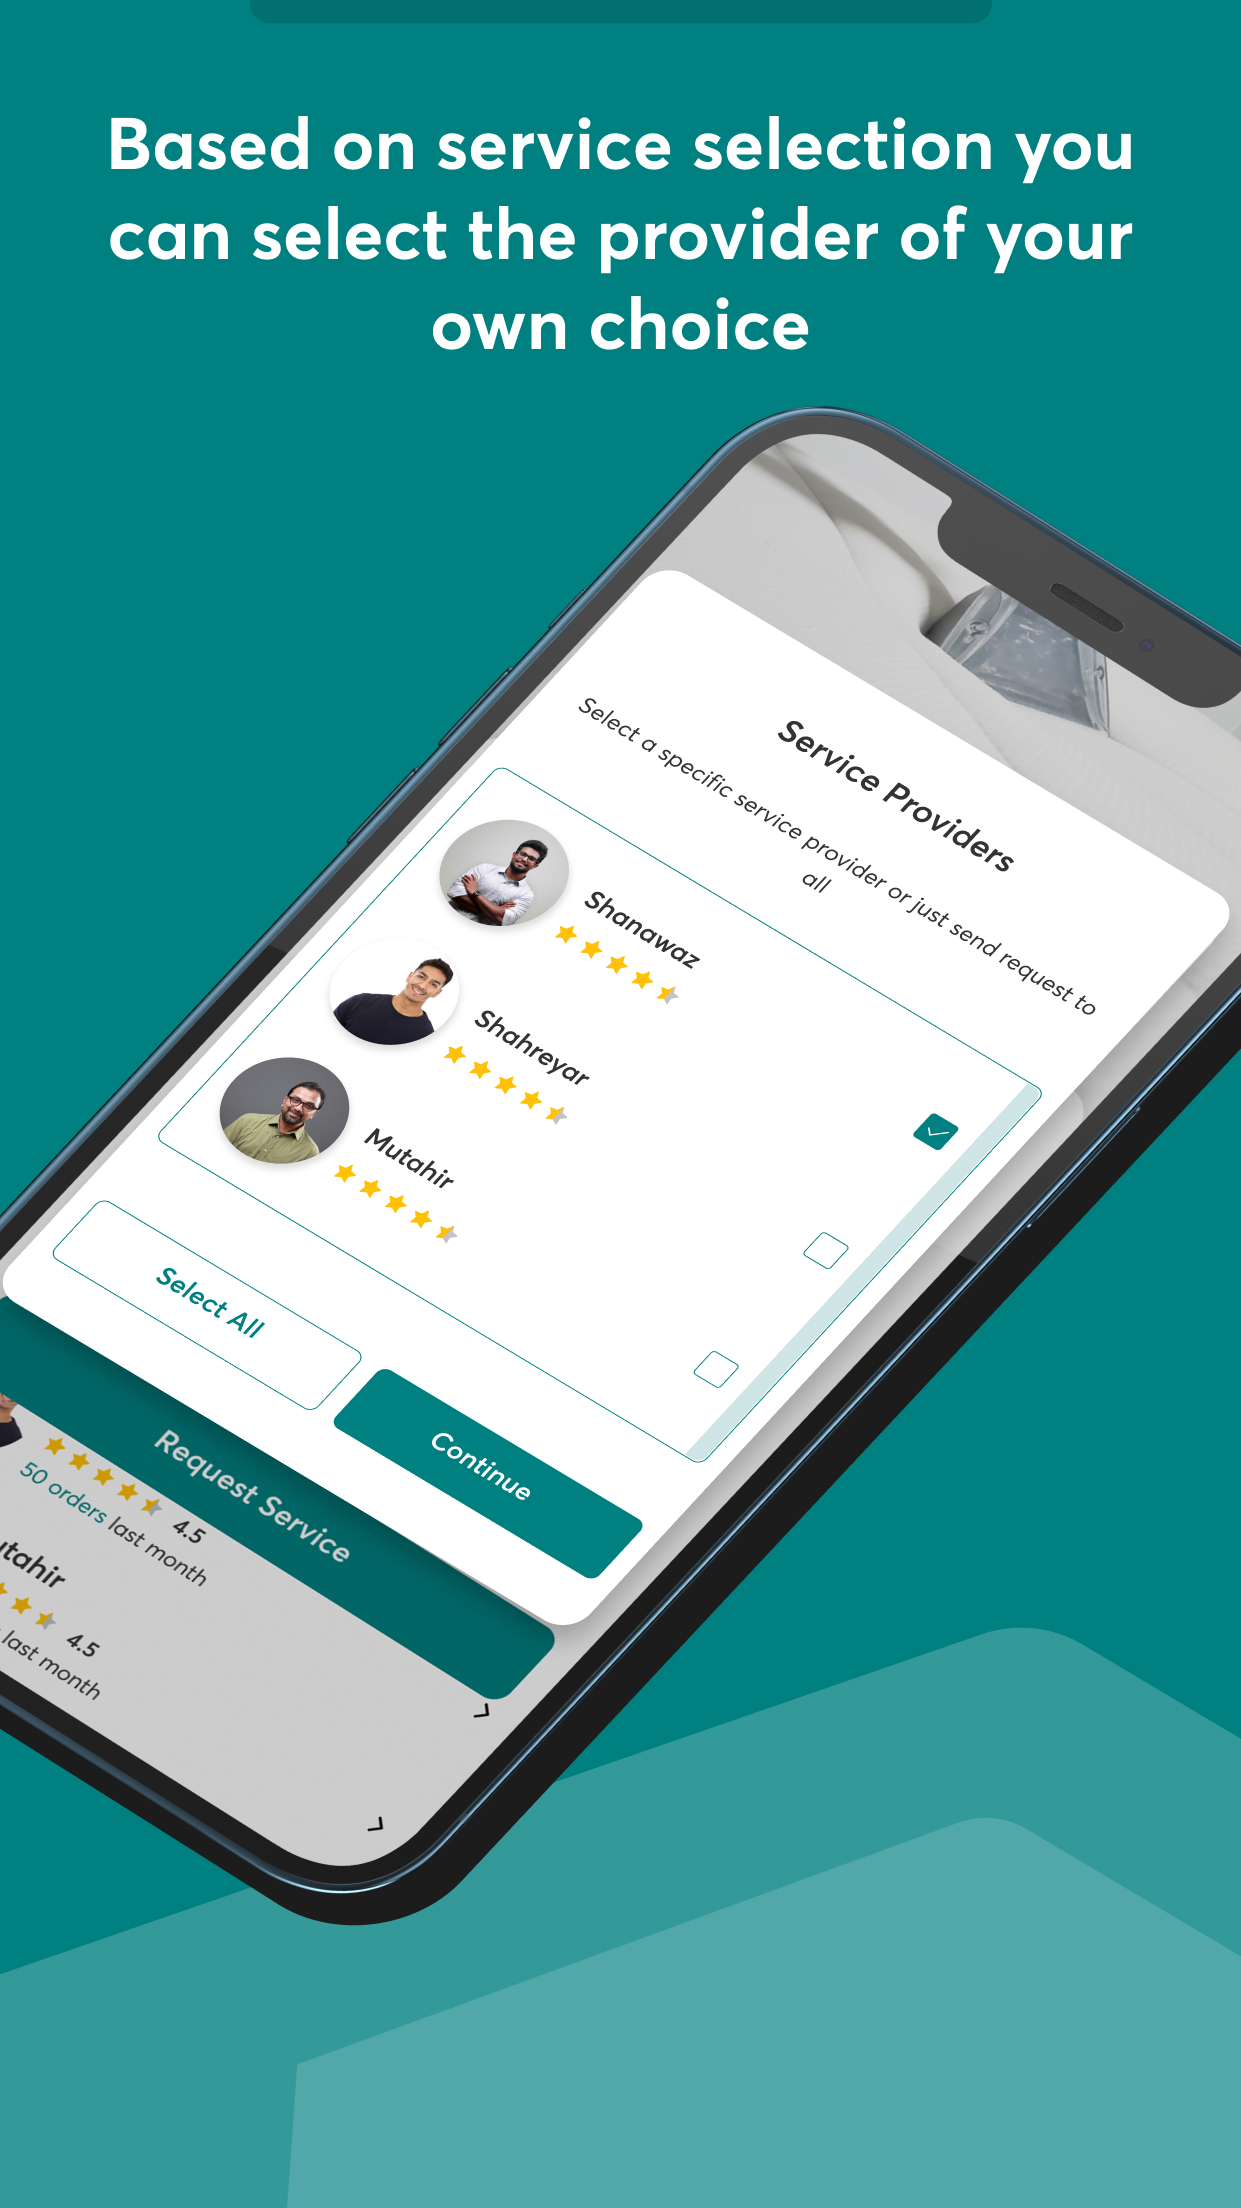 Based on service selection you
can select the provider of your
own choice
Service Providers
Select a specific service provider or just send request to
all
Shanawaz
Shahreyar
Mutahir
Select All
Continue
Request Service
4.5
50 orders last month
4.5
last month